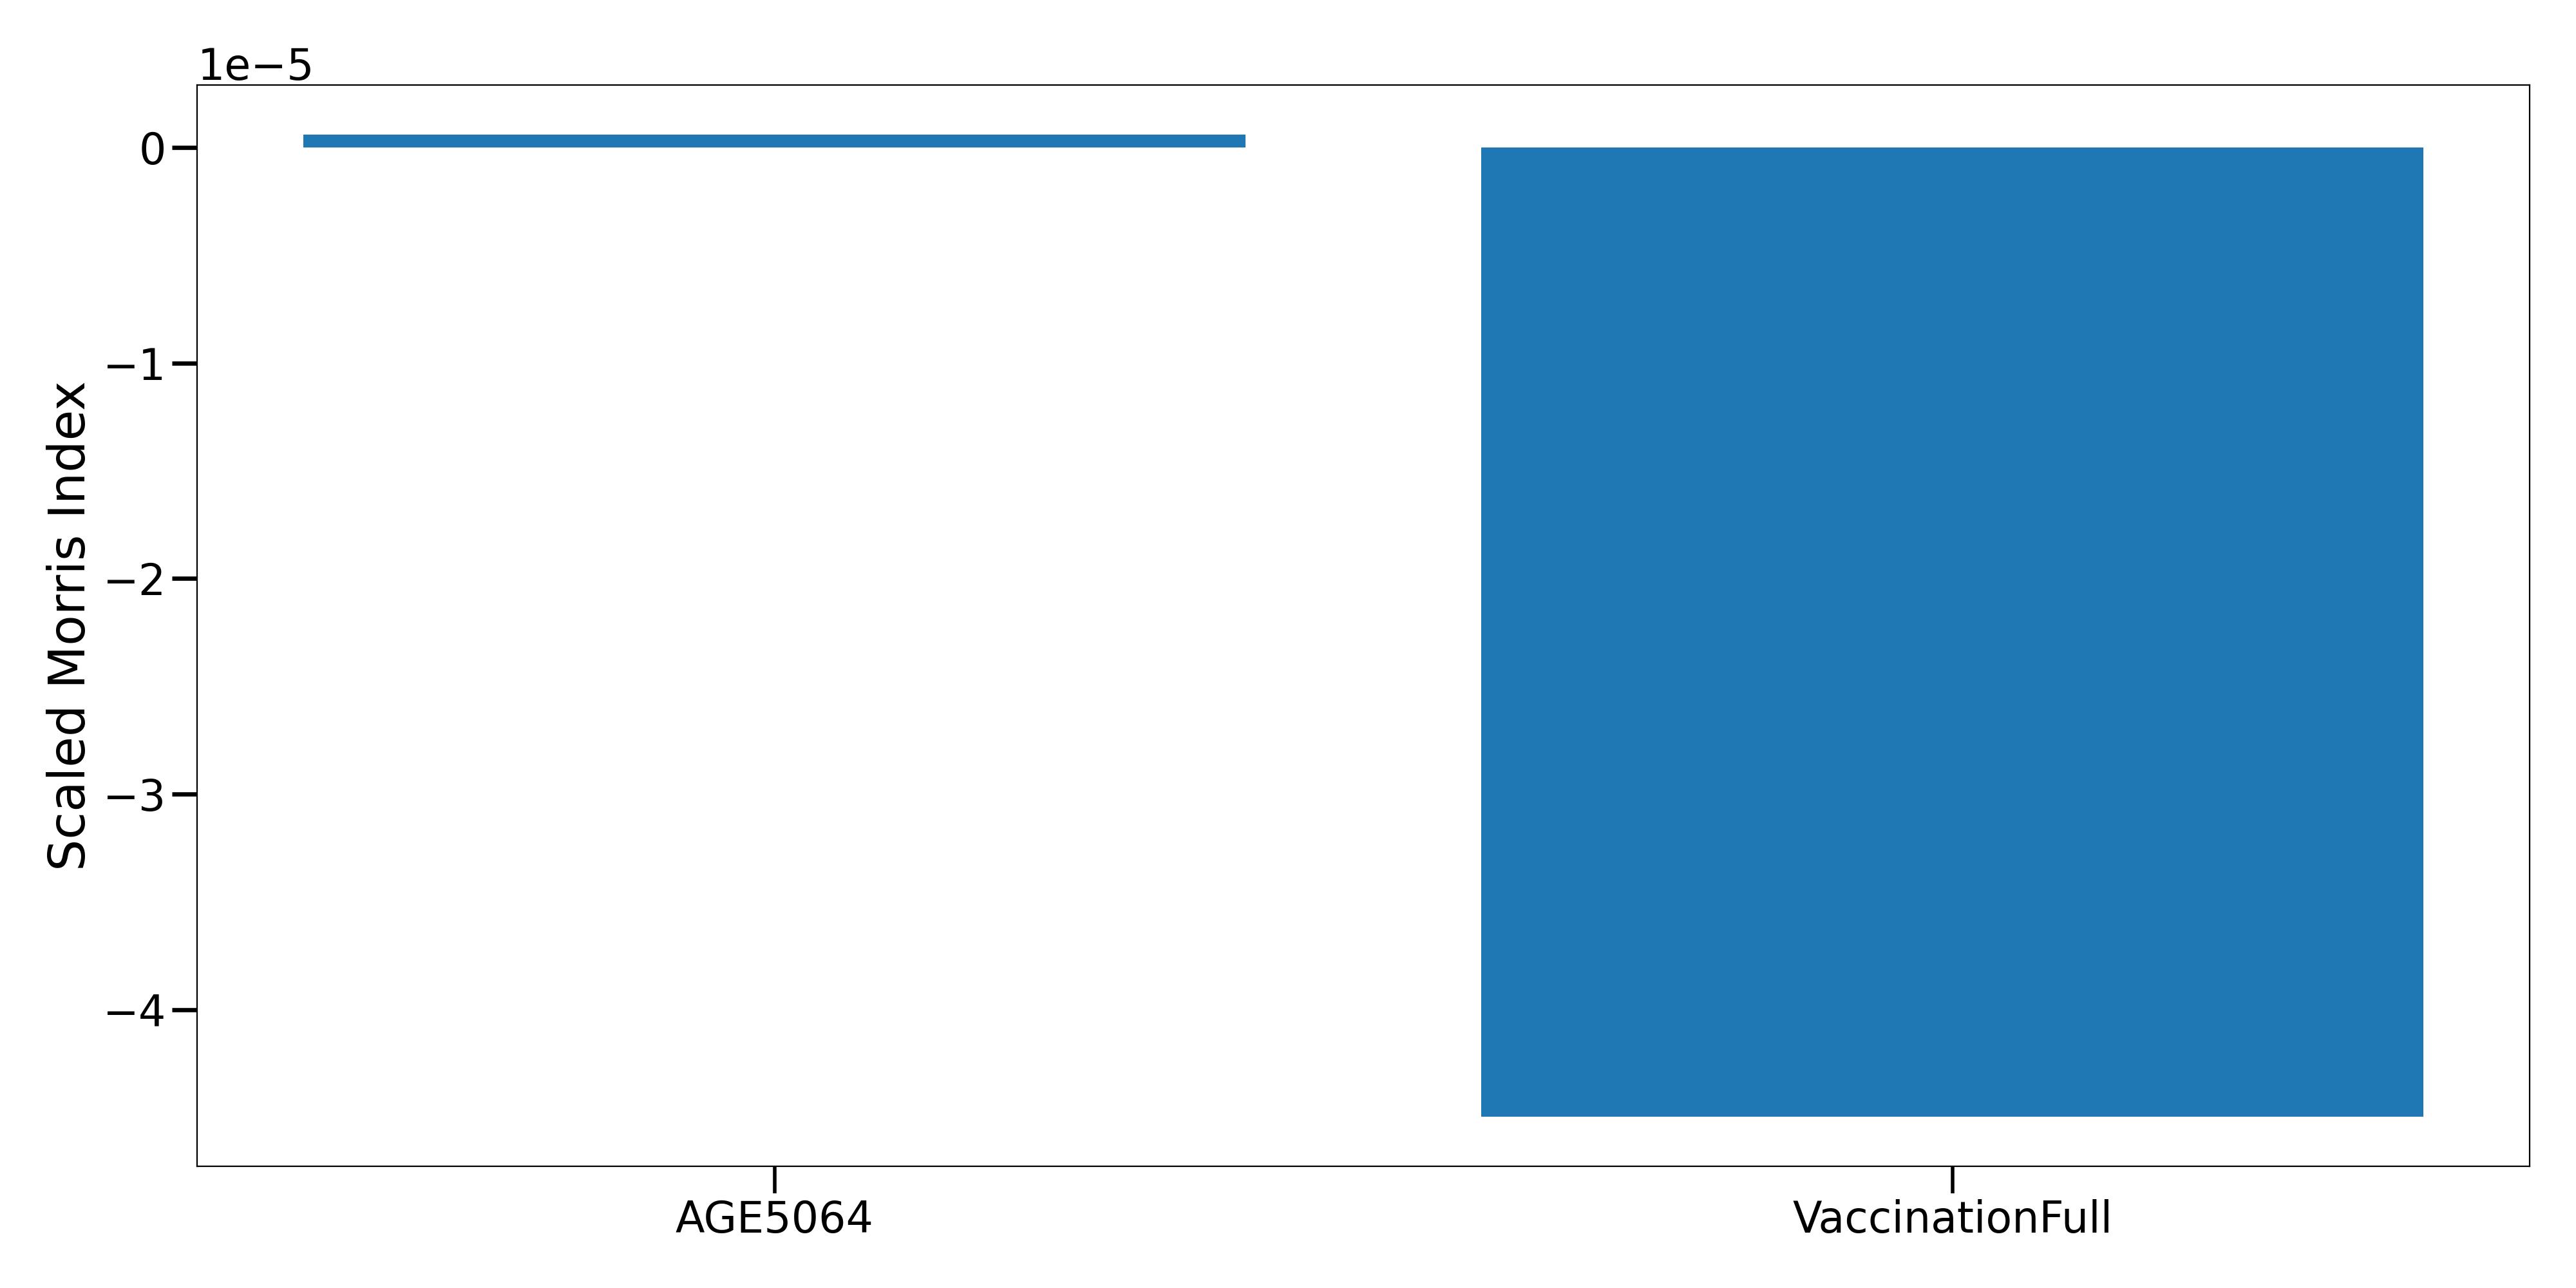 1e−5
0
−1
−2
−3
−4
Scaled Morris Index
AGE5064
VaccinationFull